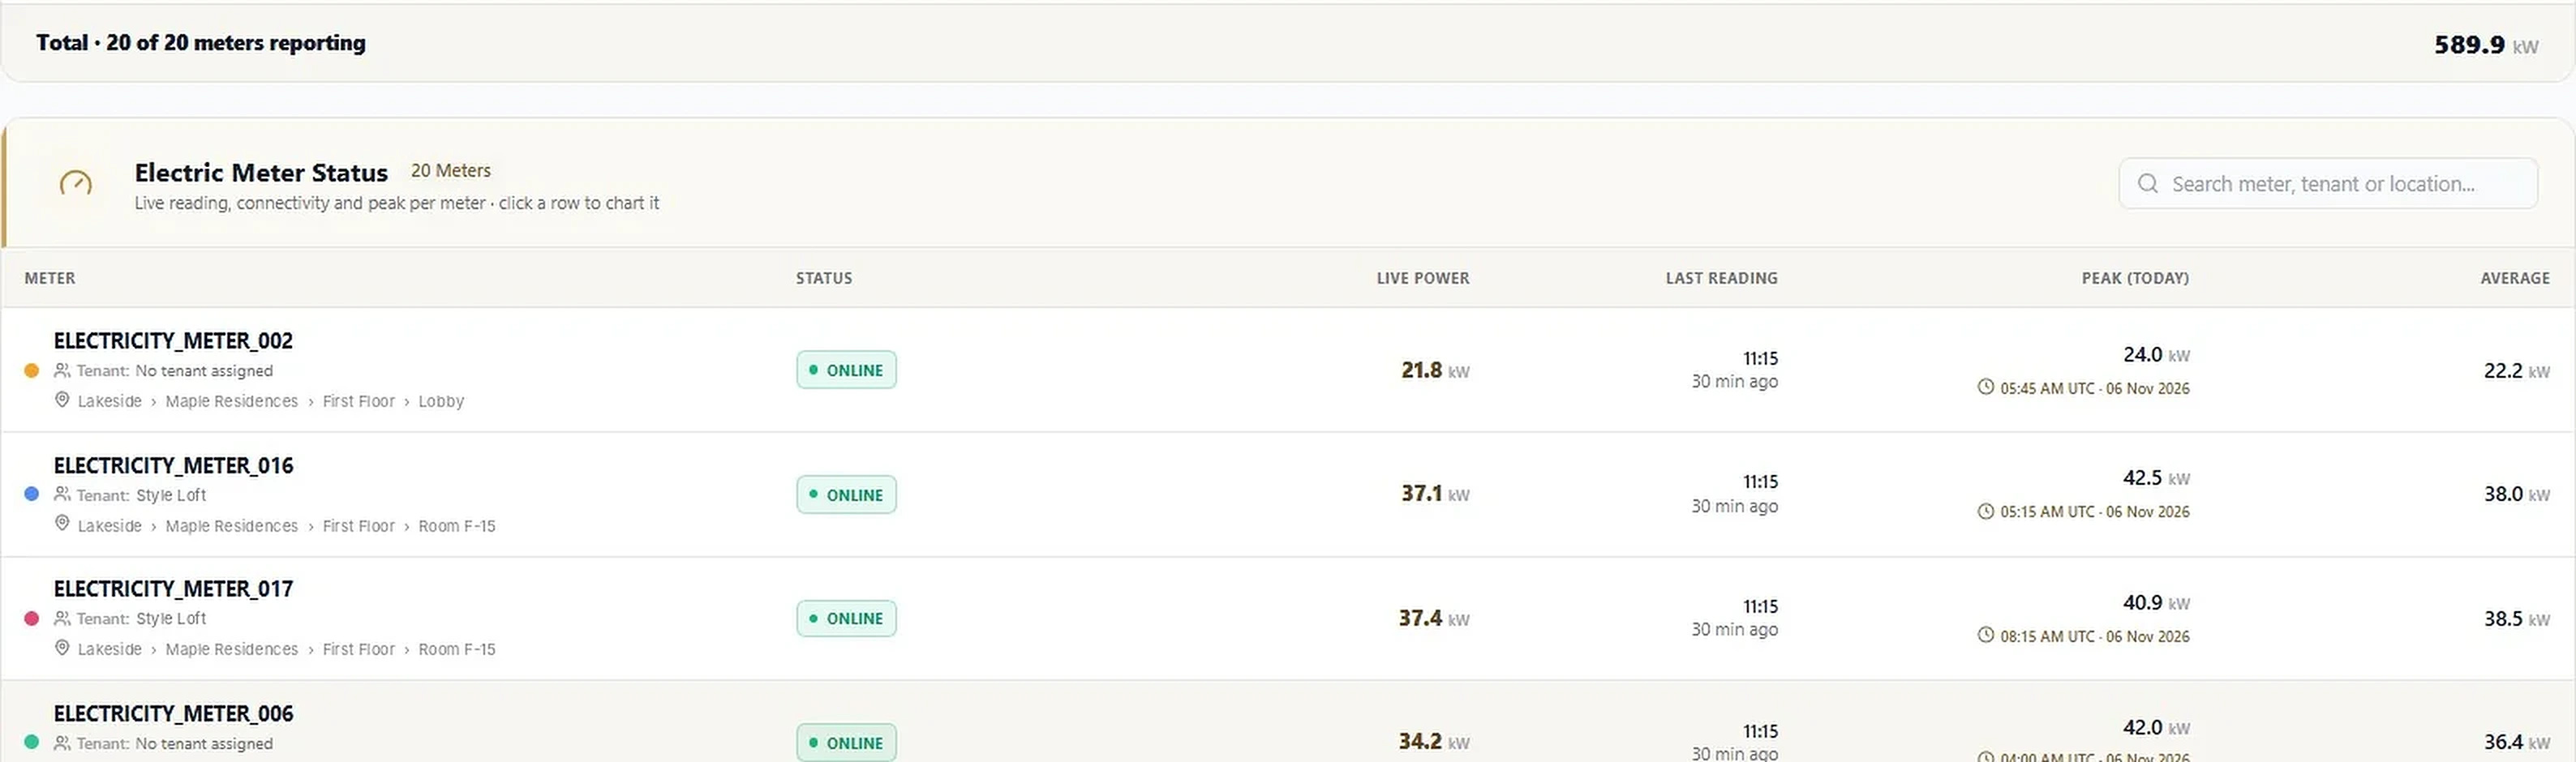 Total · 20 of 20 meters reporting 589.9 kW
Electric Meter Status 20 Meters
Live reading, connectivity and peak per meter · click a row to chart it
Search meter, tenant or location...
METER STATUS LIVE POWER LAST READING PEAK (TODAY) AVERAGE
ELECTRICITY_METER_002
Tenant: No tenant assigned
Lakeside › Maple Residences › First Floor › Lobby
ONLINE
21.8 kW
11:15
30 min ago
24.0 kW
05:45 AM UTC · 06 Nov 2026
22.2 kW
ELECTRICITY_METER_016
Tenant: Style Loft
Lakeside › Maple Residences › First Floor › Room F-15
ONLINE
37.1 kW
11:15
30 min ago
42.5 kW
05:15 AM UTC · 06 Nov 2026
38.0 kW
ELECTRICITY_METER_017
Tenant: Style Loft
Lakeside › Maple Residences › First Floor › Room F-15
ONLINE
37.4 kW
11:15
30 min ago
40.9 kW
08:15 AM UTC · 06 Nov 2026
38.5 kW
ELECTRICITY_METER_006
Tenant: No tenant assigned
ONLINE
34.2 kW
11:15
30 min ago
42.0 kW
04:00 AM UTC · 06 Nov 2026
36.4 kW